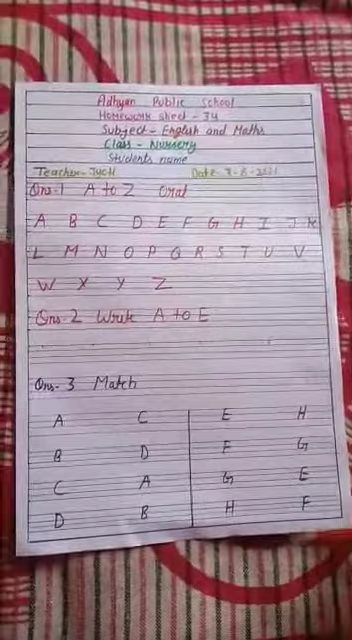 Adhyan Public School
Homework shed - 34
Subject - English and Maths
Class - Nursery
Students name
Teacher - Jyoti Date - 7-8-2021
Qns-1 A to Z Oral
A B C D E F G H I J K
L M N O P Q R S T U V
W X Y Z
Qns-2 Write A to E
Qns-3 Match
A C E H
B D F G
C A G E
D B H F